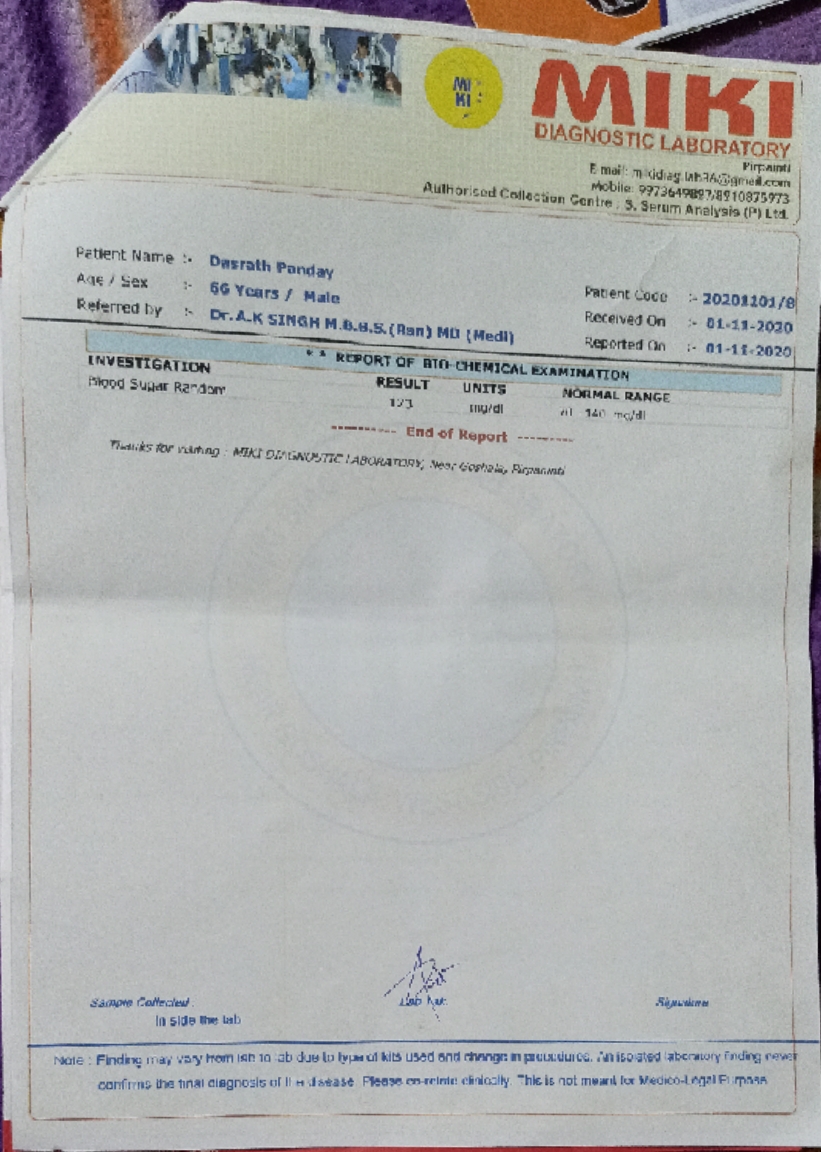 MI
KI
MIKI
DIAGNOSTIC LABORATORY
Pirpainti
E-mail: mikidiag.lab36@gmail.com
Mobile: 9973649897/8910875973
Authorised Collection Centre : S. Serum Analysis (P) Ltd.
Patient Name :- Dasrath Panday
Age / Sex :- 66 Years / Male
Referred by :- Dr. A.K SINGH M.B.B.S.(Ran) MD (Medi)
Patient Code :- 20201101/8
Received On :- 01-11-2020
Reported On :- 01-11-2020
* * REPORT OF BIO-CHEMICAL EXAMINATION
INVESTIGATION RESULT UNITS NORMAL RANGE
Blood Sugar Random mg/dl 140 mg/dl
---------- End of Report ----------
Thanks for visiting : MIKI DIAGNOSTIC LABORATORY, Near Goshala, Pirpainti
Sample Collected :
In side the lab
Lab
Signature
Note : Finding may vary from lab to lab due to type of kits used and change in procedures. An isolated laboratory finding never
confirms the final diagnosis of the disease. Please co-relate clinically. This is not meant for Medico-Legal Purpose